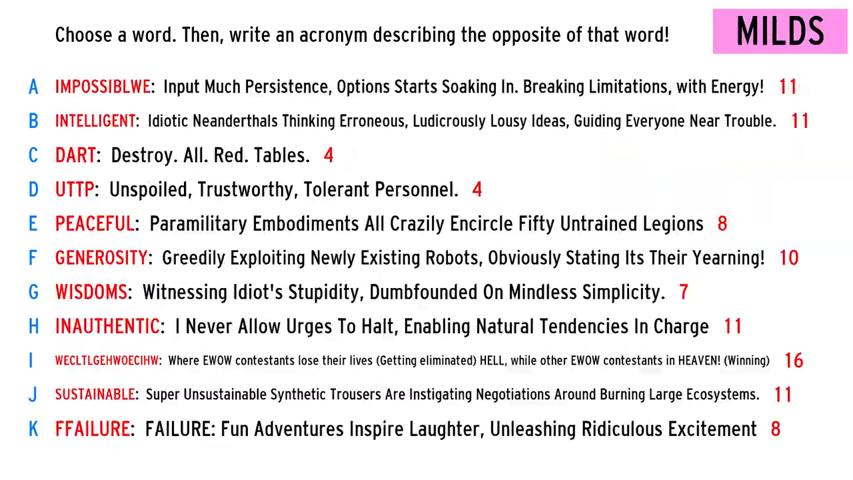 Choose a word. Then, write an acronym describing the opposite of that word! MILDS
A IMPOSSIBLWE: Input Much Persistence, Options Starts Soaking In. Breaking Limitations, with Energy! 11
B INTELLIGENT: Idiotic Neanderthals Thinking Erroneous, Ludicrously Lousy Ideas, Guiding Everyone Near Trouble. 11
C DART: Destroy. All. Red. Tables. 4
D UTTP: Unspoiled, Trustworthy, Tolerant Personnel. 4
E PEACEFUL: Paramilitary Embodiments All Crazily Encircle Fifty Untrained Legions 8
F GENEROSITY: Greedily Exploiting Newly Existing Robots, Obviously Stating Its Their Yearning! 10
G WISDOMS: Witnessing Idiot's Stupidity, Dumbfounded On Mindless Simplicity. 7
H INAUTHENTIC: I Never Allow Urges To Halt, Enabling Natural Tendencies In Charge 11
I WECLTLGEHWOECIHW: Where EWOW contestants lose their lives (Getting eliminated) HELL, while other EWOW contestants in HEAVEN! (Winning) 16
J SUSTAINABLE: Super Unsustainable Synthetic Trousers Are Instigating Negotiations Around Burning Large Ecosystems. 11
K FFAILURE: FAILURE: Fun Adventures Inspire Laughter, Unleashing Ridiculous Excitement 8